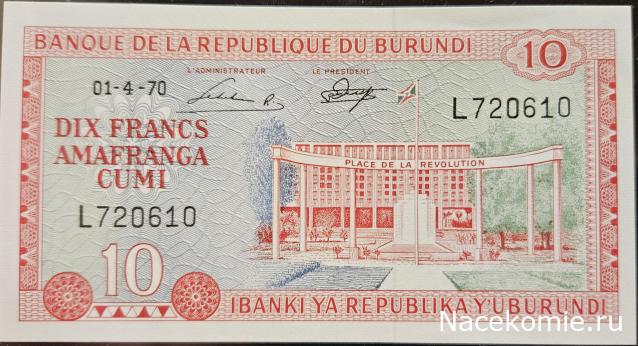 BANQUE DE LA REPUBLIQUE DU BURUNDI
10
L'ADMINISTRATEUR LE PRESIDENT
01-4-70
L720610
DIX FRANCS
AMAFRANGA
CUMI
PLACE DE LA REVOLUTION
L720610
10
IBANKI YA REPUBLIKA Y'UBURUNDI
Nacekomie.ru